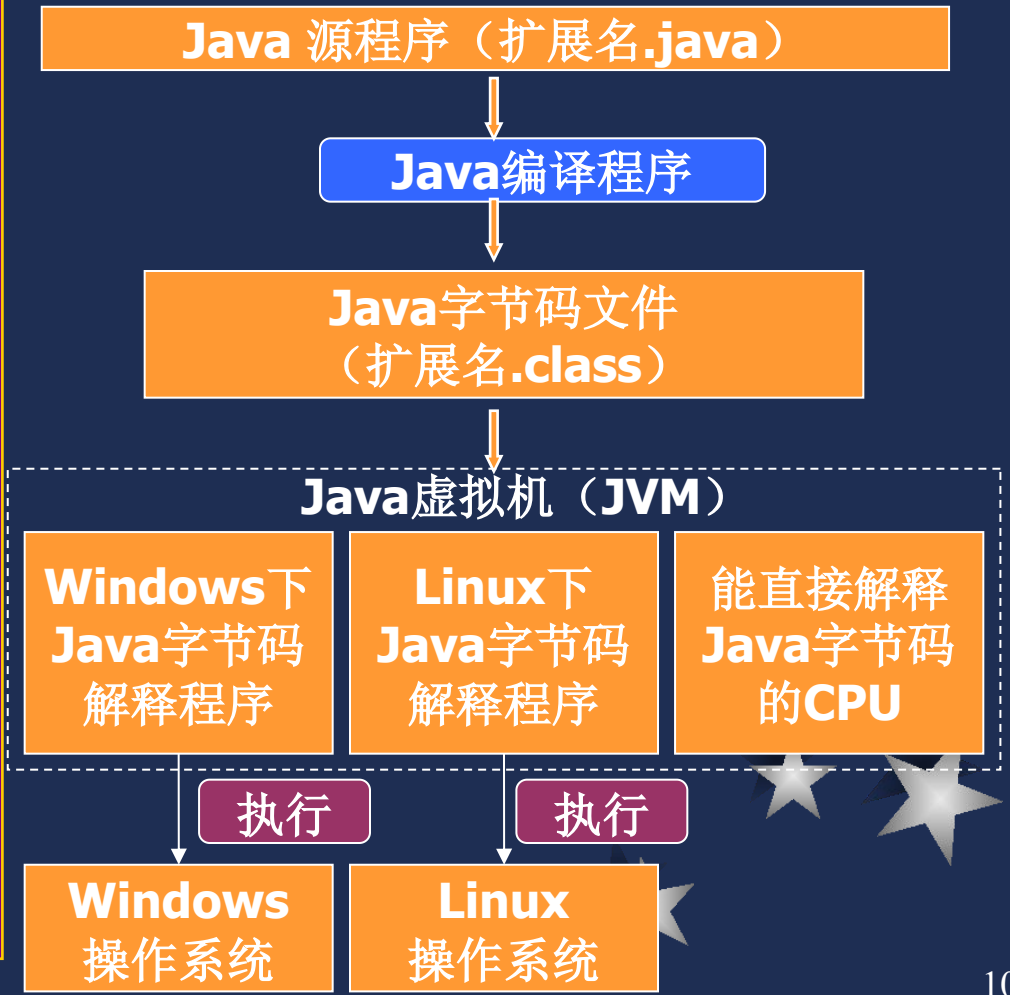 Java 源程序（扩展名.java）
Java编译程序
Java字节码文件
（扩展名.class）
Java虚拟机（JVM）
Windows下
Java字节码
解释程序
Linux下
Java字节码
解释程序
能直接解释
Java字节码
的CPU
执行
执行
Windows
操作系统
Linux
操作系统
10